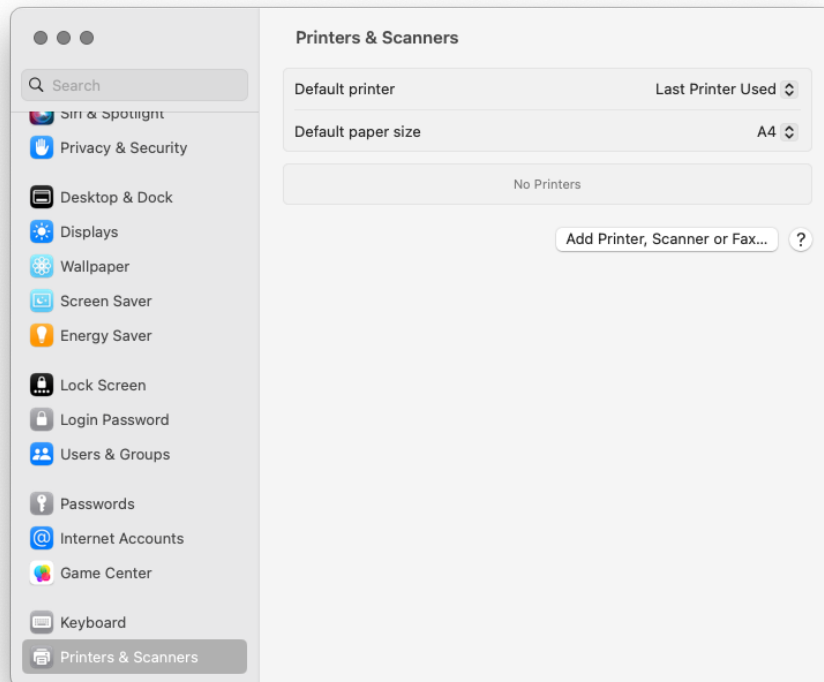 Search
Siri & Spotlight
Privacy & Security
Desktop & Dock
Displays
Wallpaper
Screen Saver
Energy Saver
Lock Screen
Login Password
Users & Groups
Passwords
Internet Accounts
Game Center
Keyboard
Printers & Scanners
Printers & Scanners
Default printer Last Printer Used
Default paper size A4
No Printers
Add Printer, Scanner or Fax... ?